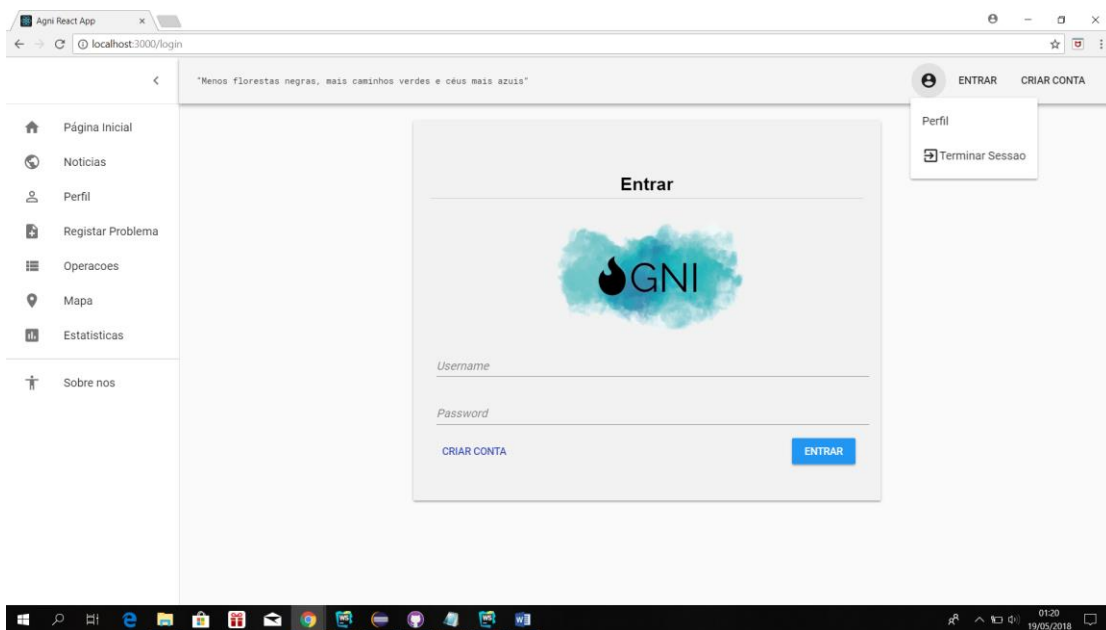 Agni React App
localhost:3000/login
"Menos florestas negras, mais caminhos verdes e céus mais azuis"
ENTRAR
CRIAR CONTA
Perfil
Terminar Sessao
Página Inicial
Noticias
Perfil
Registar Problema
Operacoes
Mapa
Estatisticas
Sobre nos
Entrar
GNI
Username
Password
CRIAR CONTA
ENTRAR
01:20
19/05/2018